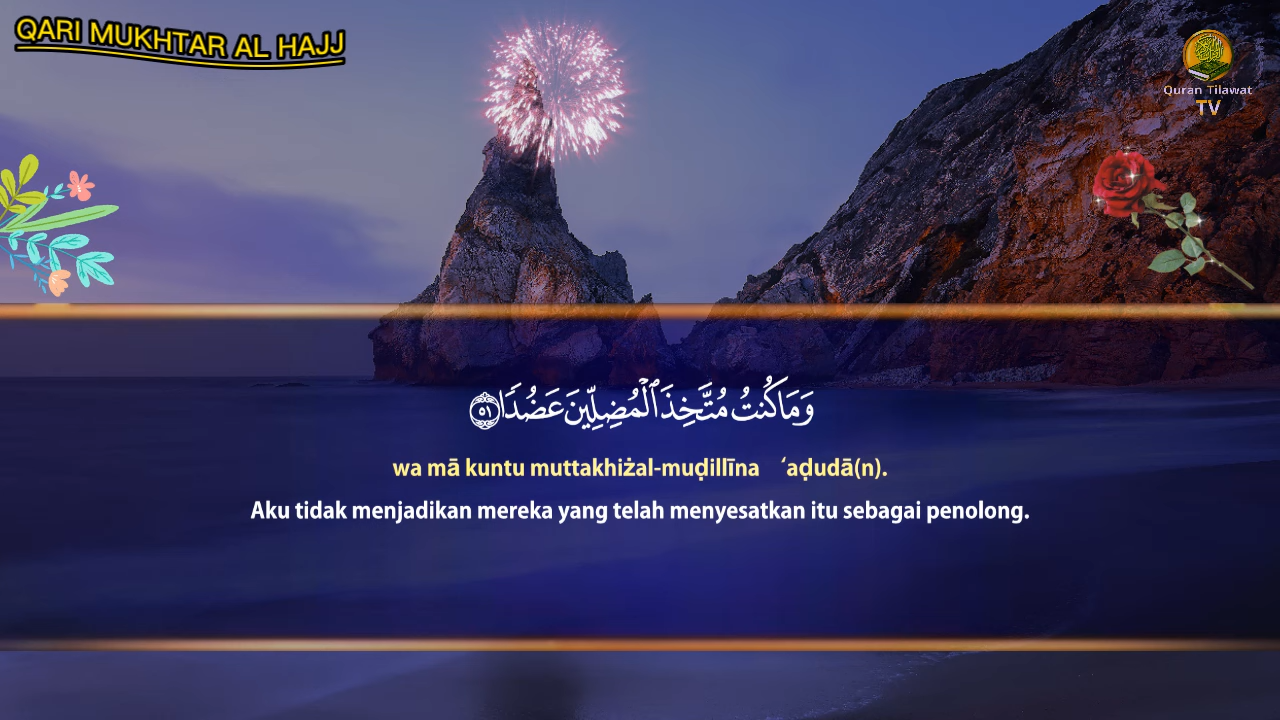 QARI MUKHTAR AL HAJJ
Quran Tilawat
TV
وَمَا كُنتُ مُتَّخِذَ ٱلْمُضِلِّينَ عَضُدًا ۝٥١
wa mā kuntu muttakhiżal-muḍillīna ‘aḍudā(n).
Aku tidak menjadikan mereka yang telah menyesatkan itu sebagai penolong.